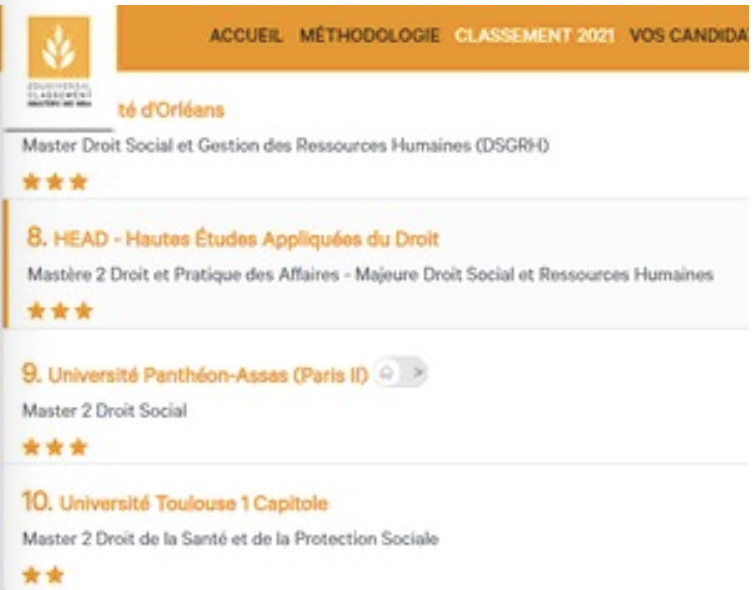 ACCUEIL MÉTHODOLOGIE CLASSEMENT 2021 VOS CANDIDAT
EDUNIVERSAL
CLASSEMENT
MASTERS MS MBA
té d'Orléans
Master Droit Social et Gestion des Ressources Humaines (DSGRH)
8. HEAD - Hautes Études Appliquées du Droit
Mastère 2 Droit et Pratique des Affaires - Majeure Droit Social et Ressources Humaines
9. Université Panthéon-Assas (Paris II)
Master 2 Droit Social
10. Université Toulouse 1 Capitole
Master 2 Droit de la Santé et de la Protection Sociale